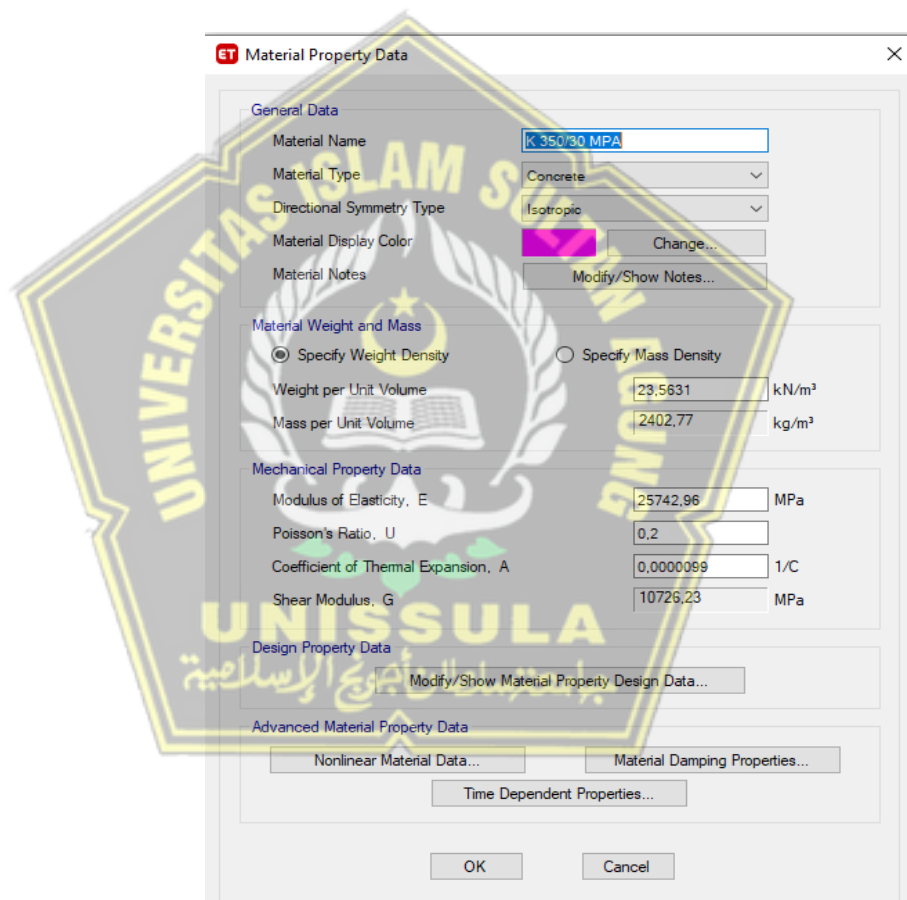 ET Material Property Data
General Data
Material Name K 350/30 MPA
Material Type Concrete
Directional Symmetry Type Isotropic
Material Display Color Change...
Material Notes Modify/Show Notes...
Material Weight and Mass
Specify Weight Density Specify Mass Density
Weight per Unit Volume 23,5631 kN/m³
Mass per Unit Volume 2402,77 kg/m³
Mechanical Property Data
Modulus of Elasticity, E 25742,96 MPa
Poisson's Ratio, U 0,2
Coefficient of Thermal Expansion, A 0,0000099 1/C
Shear Modulus, G 10726,23 MPa
Design Property Data
Modify/Show Material Property Design Data...
Advanced Material Property Data
Nonlinear Material Data... Material Damping Properties...
Time Dependent Properties...
OK Cancel
UNIVERSITAS ISLAM SULTAN AGUNG
UNISSULA
جامعة سلطان أجونج الإسلامية